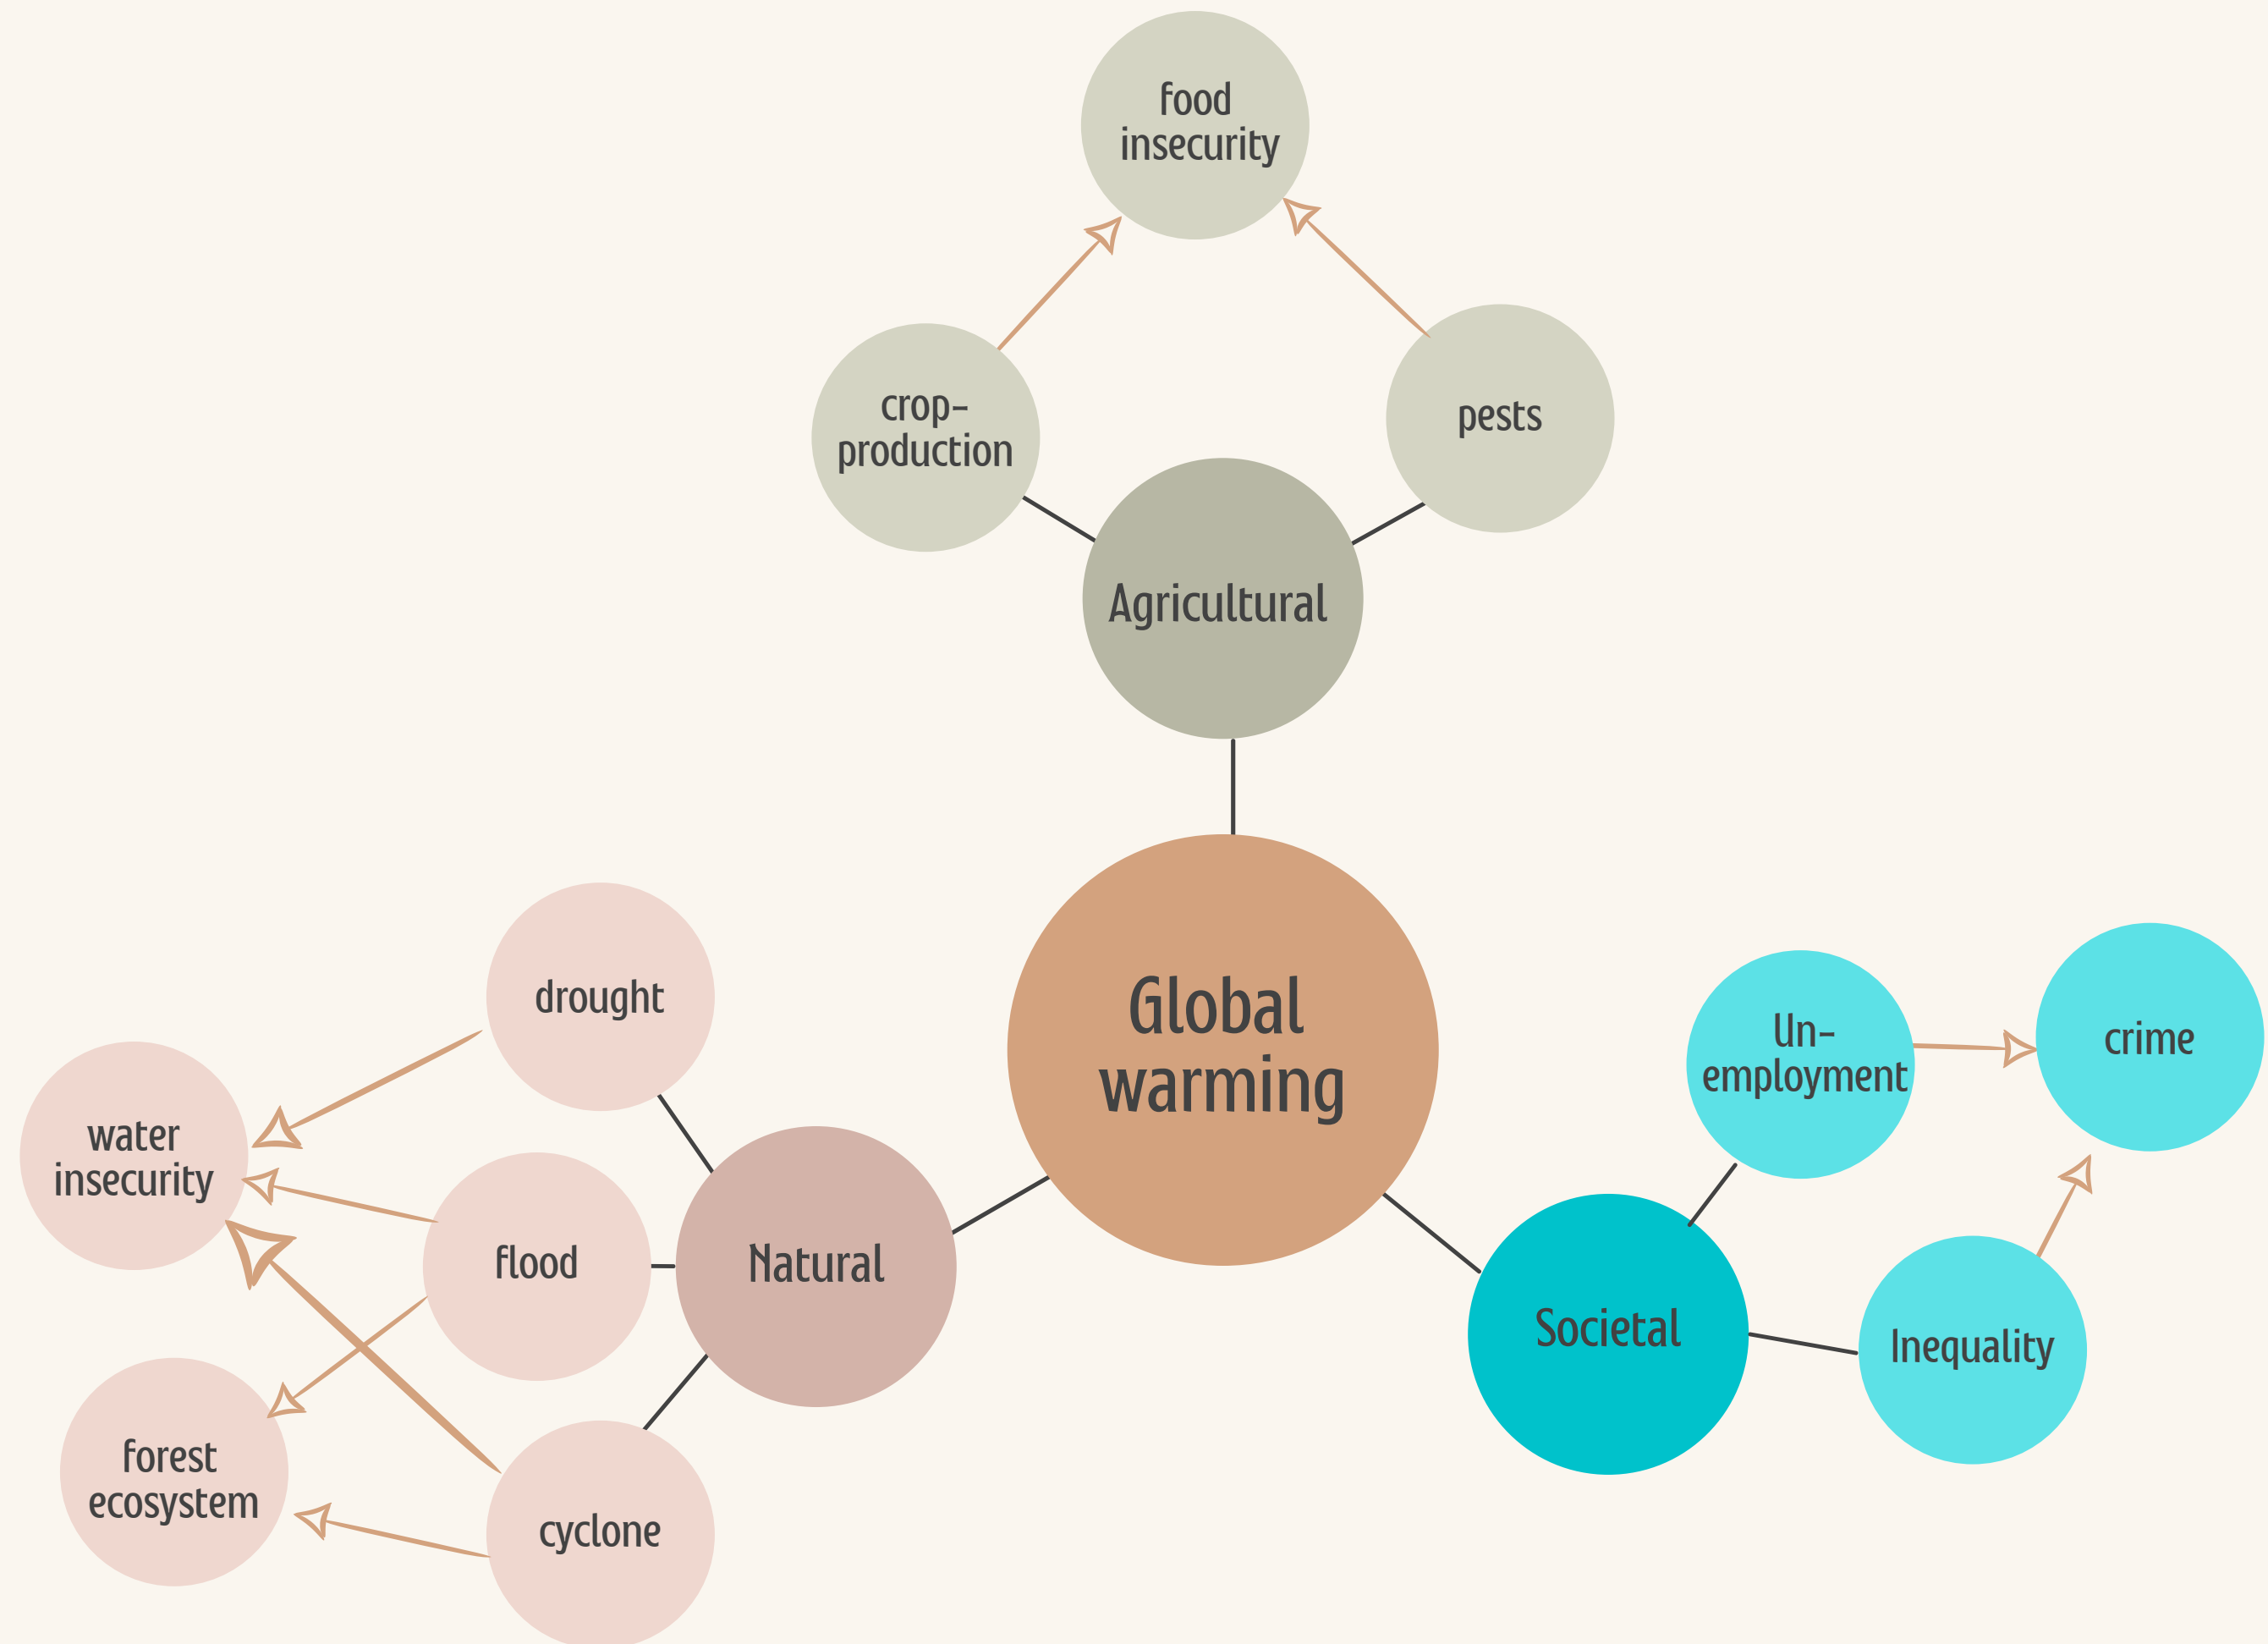 food
insecurity
crop-
production
pests
Agricultural
Global
warming
drought
water
insecurity
flood
Natural
forest
ecosystem
cyclone
Un-
employment
crime
Societal
Inequality